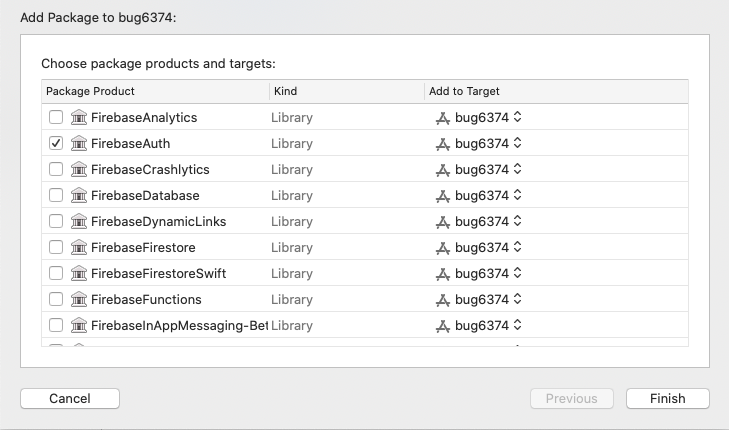 Add Package to bug6374:
Choose package products and targets:
Package Product Kind Add to Target
FirebaseAnalytics Library bug6374
FirebaseAuth Library bug6374
FirebaseCrashlytics Library bug6374
FirebaseDatabase Library bug6374
FirebaseDynamicLinks Library bug6374
FirebaseFirestore Library bug6374
FirebaseFirestoreSwift Library bug6374
FirebaseFunctions Library bug6374
FirebaseInAppMessaging-Bet Library bug6374
Cancel Previous Finish